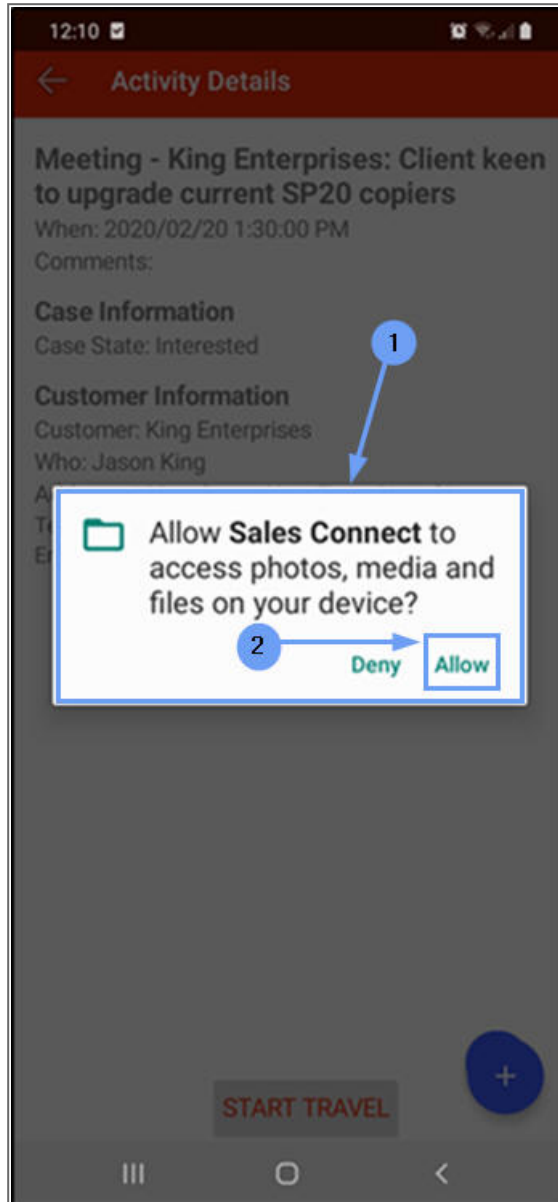 12:10
Activity Details
Meeting - King Enterprises: Client keen
to upgrade current SP20 copiers
When: 2020/02/20 1:30:00 PM
Comments:
Case Information
Case State: Interested
1
Customer Information
Customer: King Enterprises
Who: Jason King
Allow Sales Connect to
access photos, media and
files on your device?
2
Deny Allow
START TRAVEL
+